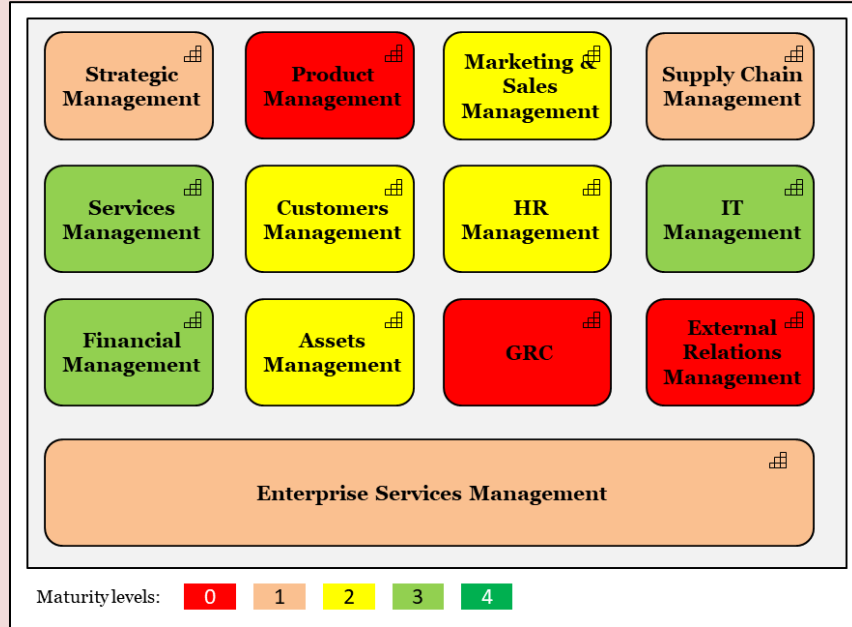 Strategic
Management
Product
Management
Marketing &
Sales
Management
Supply Chain
Management
Services
Management
Customers
Management
HR
Management
IT
Management
Financial
Management
Assets
Management
GRC
External
Relations
Management
Enterprise Services Management
Maturity levels: 0 1 2 3 4